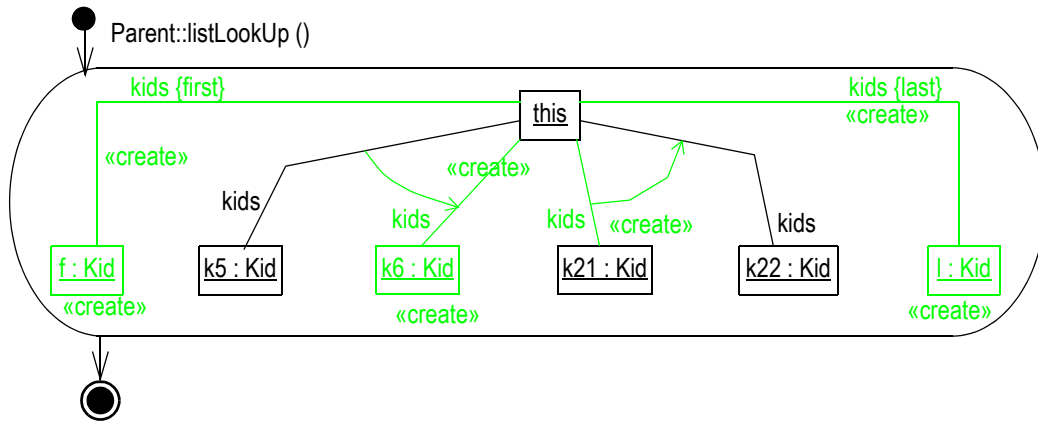 Parent::listLookUp ()
kids {first}
kids {last}
this
«create»
«create»
«create»
kids
kids
kids
«create»
kids
f : Kid
k5 : Kid
k6 : Kid
k21 : Kid
k22 : Kid
l : Kid
«create»
«create»
«create»